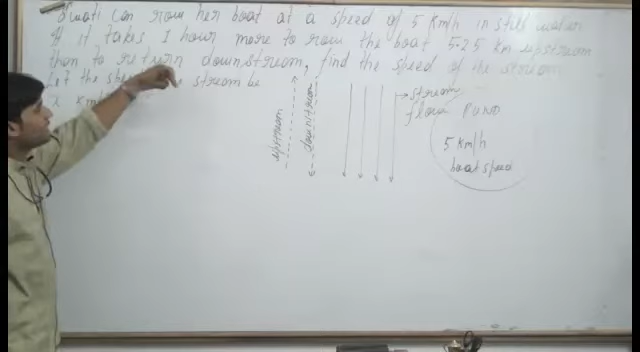 Swati can row her boat at a speed of 5 km/h in still water
If it takes 1 hour more to row the boat 5.25 km upstream
than to return downstream, find the speed of the stream
Let the stream be
x km/h
upstream
downstream
stream
flow
5 km/h
boat speed